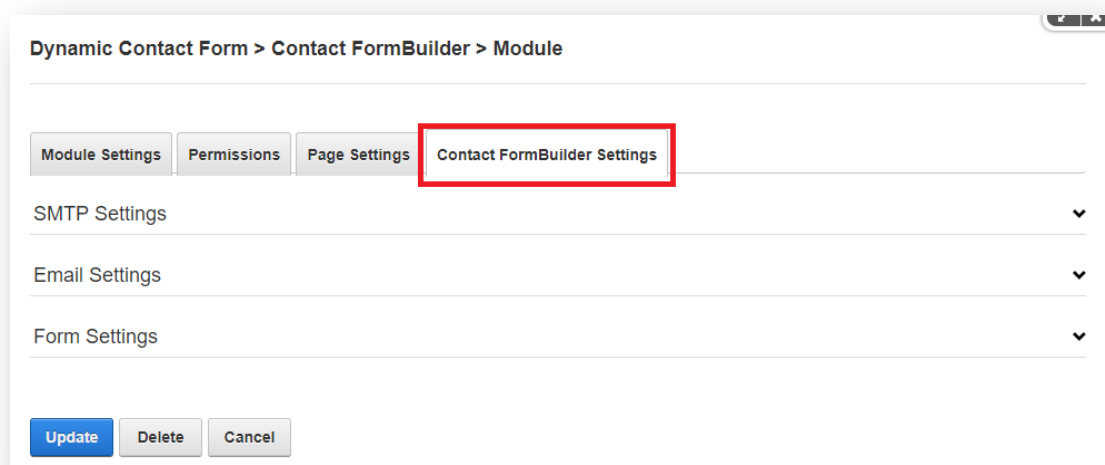 Dynamic Contact Form > Contact FormBuilder > Module
Module Settings Permissions Page Settings Contact FormBuilder Settings
SMTP Settings
Email Settings
Form Settings
Update Delete Cancel